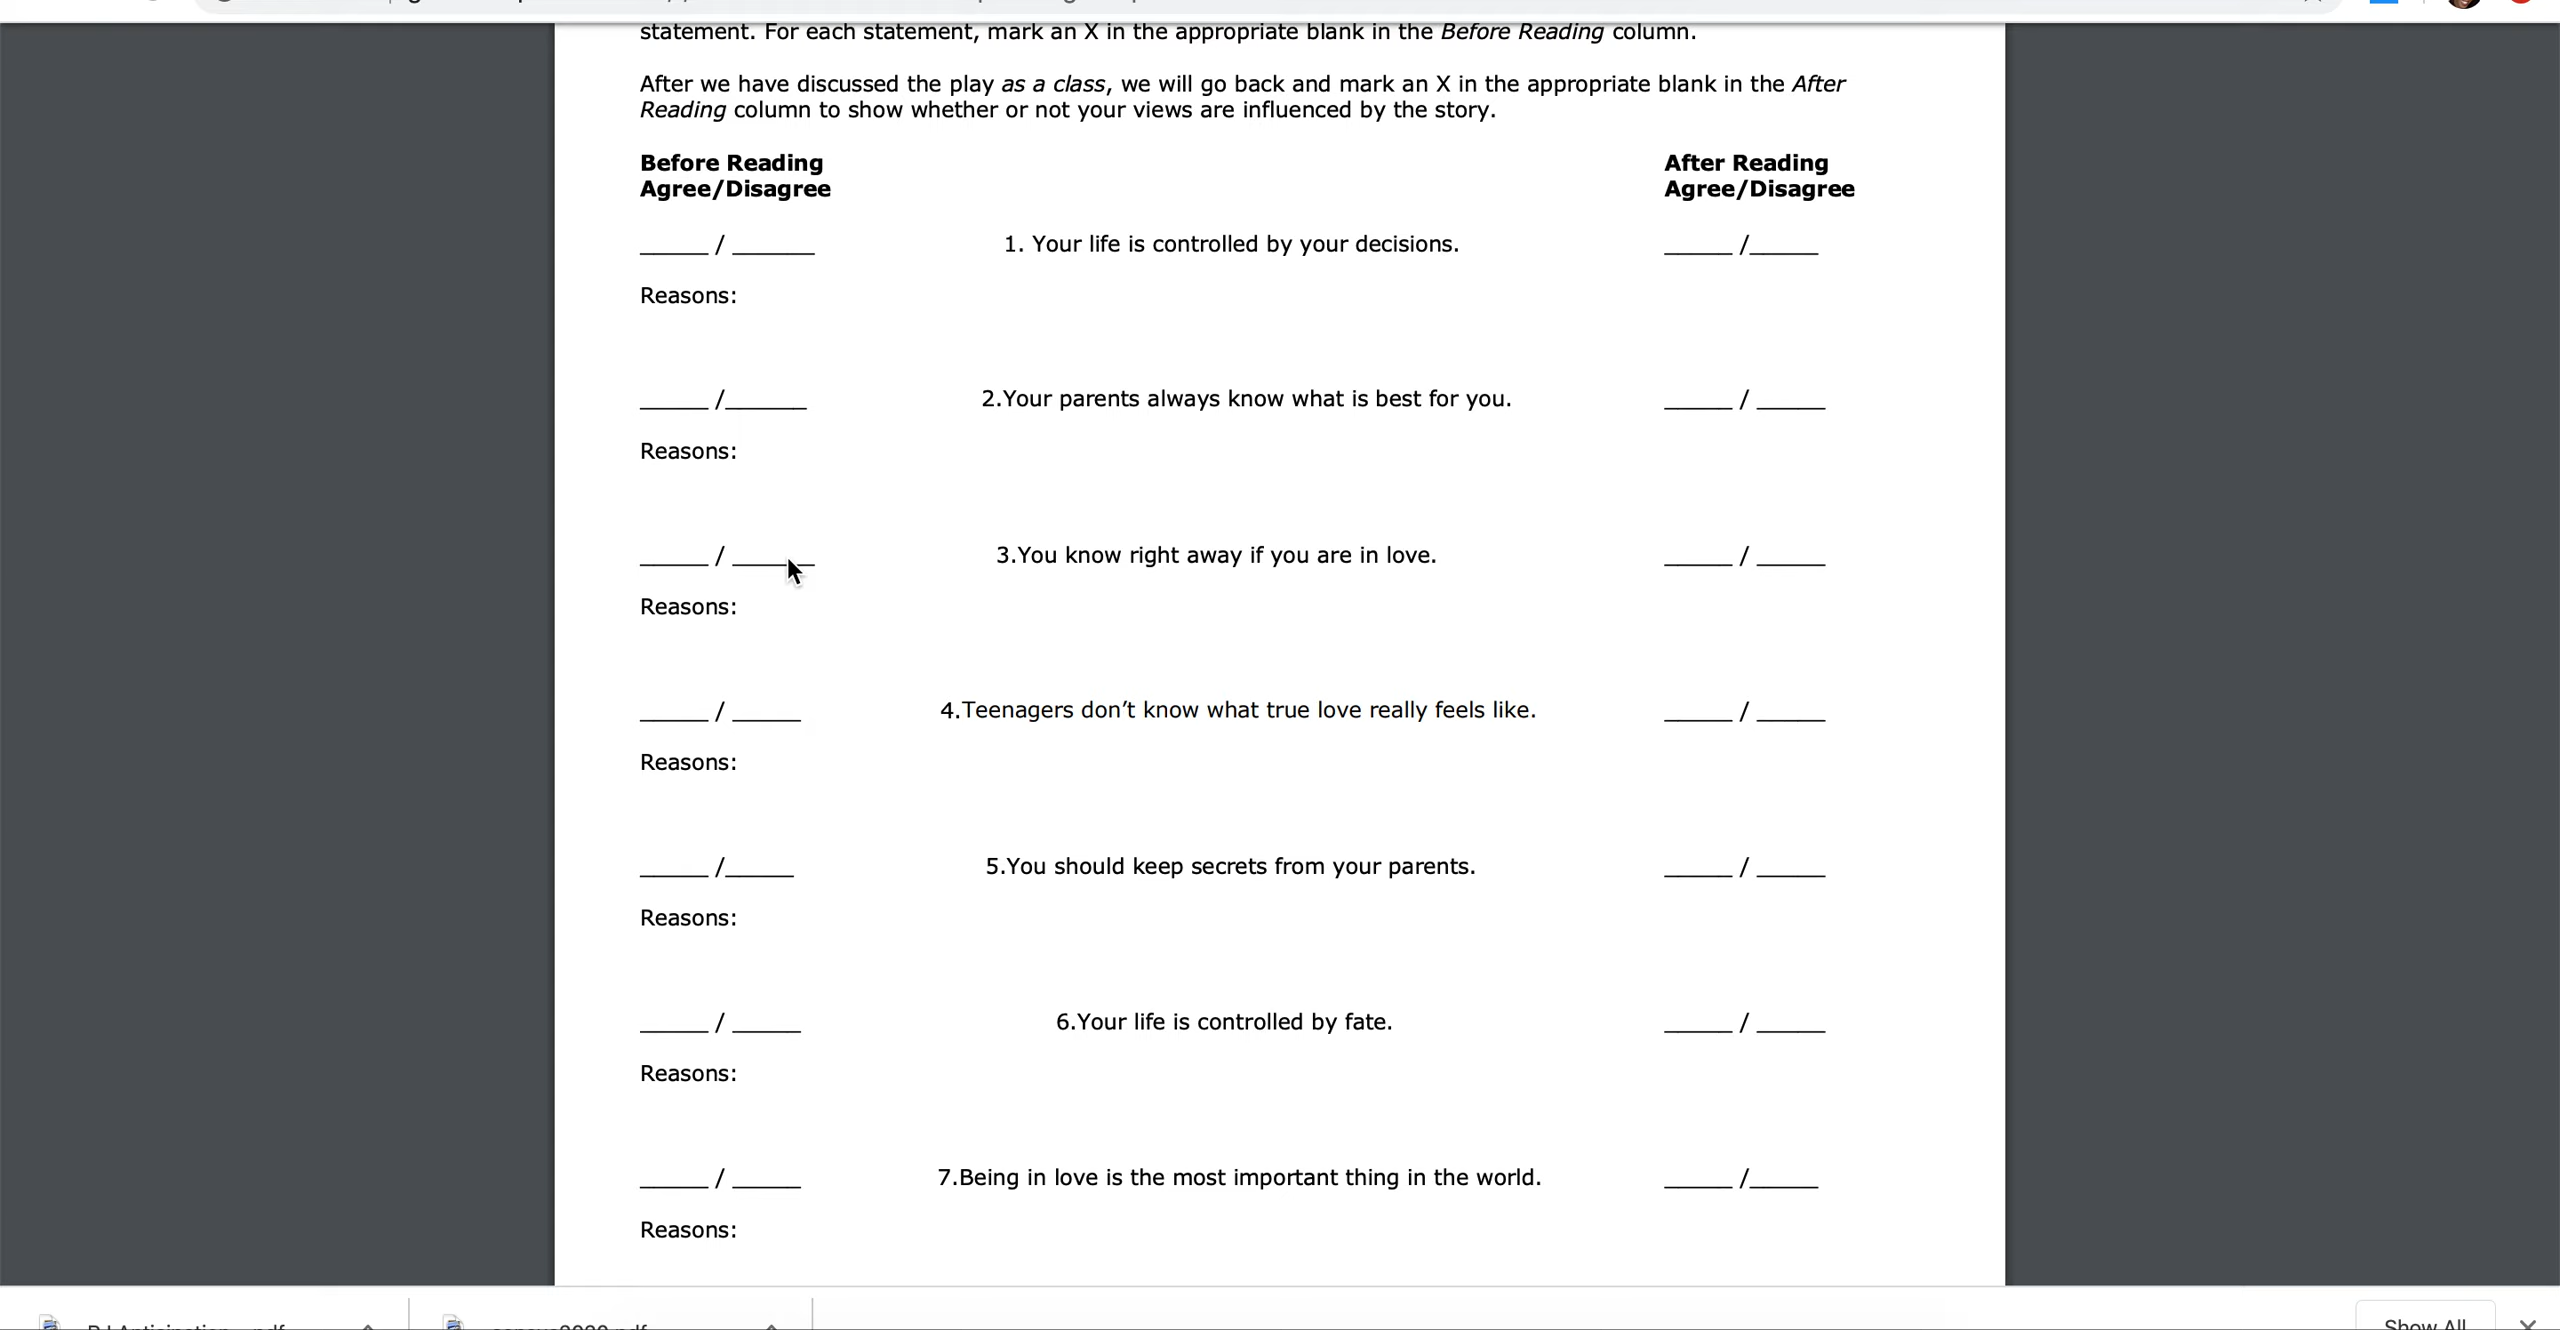 statement. For each statement, mark an X in the appropriate blank in the Before Reading column.
After we have discussed the play as a class, we will go back and mark an X in the appropriate blank in the After
Reading column to show whether or not your views are influenced by the story.
Before Reading After Reading
Agree/Disagree Agree/Disagree
_____ / ______ 1. Your life is controlled by your decisions. _____ /_____
Reasons:
_____ /______ 2.Your parents always know what is best for you. _____ / _____
Reasons:
_____ / ______ 3.You know right away if you are in love. _____ / _____
Reasons:
_____ / _____ 4.Teenagers don’t know what true love really feels like. _____ / _____
Reasons:
_____ /_____ 5.You should keep secrets from your parents. _____ / _____
Reasons:
_____ / _____ 6.Your life is controlled by fate. _____ / _____
Reasons:
_____ / _____ 7.Being in love is the most important thing in the world. _____ /_____
Reasons:
Show All